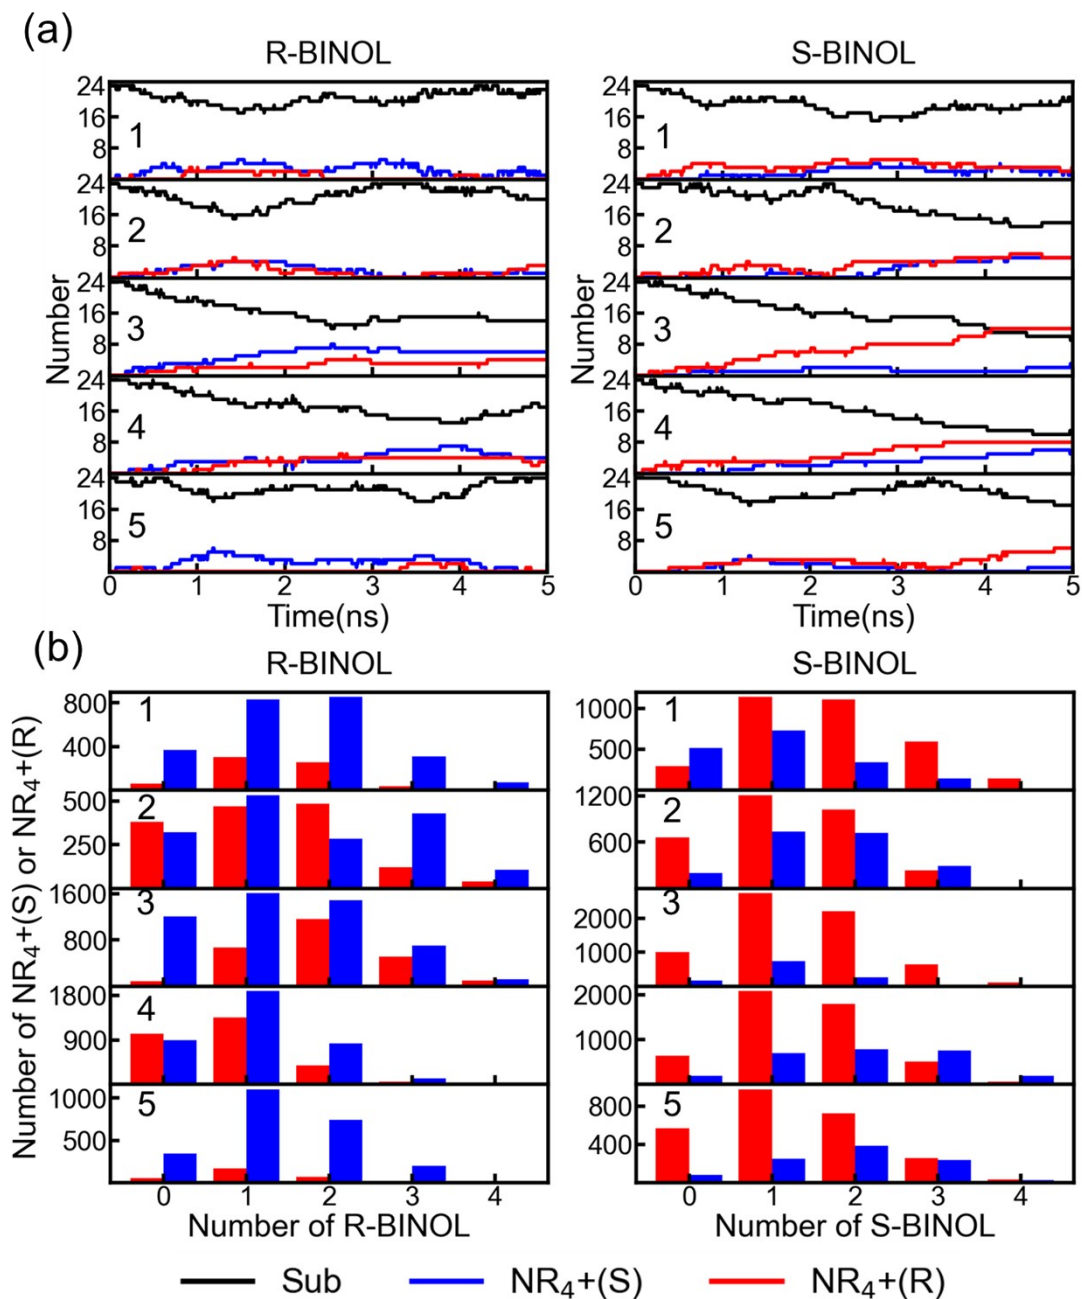 (a)
R-BINOL S-BINOL
24 24
16 1 16 1
8 8
24 24
16 2 16 2
8 8
24 24
16 3 16 3
8 8
24 24
16 4 16 4
8 8
24 24
16 5 16 5
8 8
Number Number
0 1 2 3 4 5 0 1 2 3 4 5
Time(ns) Time(ns)
(b)
R-BINOL S-BINOL
800 1 1000 1
400 500
500 2 1200 2
250 600
1600 3 2000 3
800 1000
1800 4 2000
900 1000
1000 5 800 5
500 400
Number of NR₄+(S) or NR₄+(R)
0 1 2 3 4 0 1 2 3 4
Number of R-BINOL Number of S-BINOL
Sub NR₄+(S) NR₄+(R)